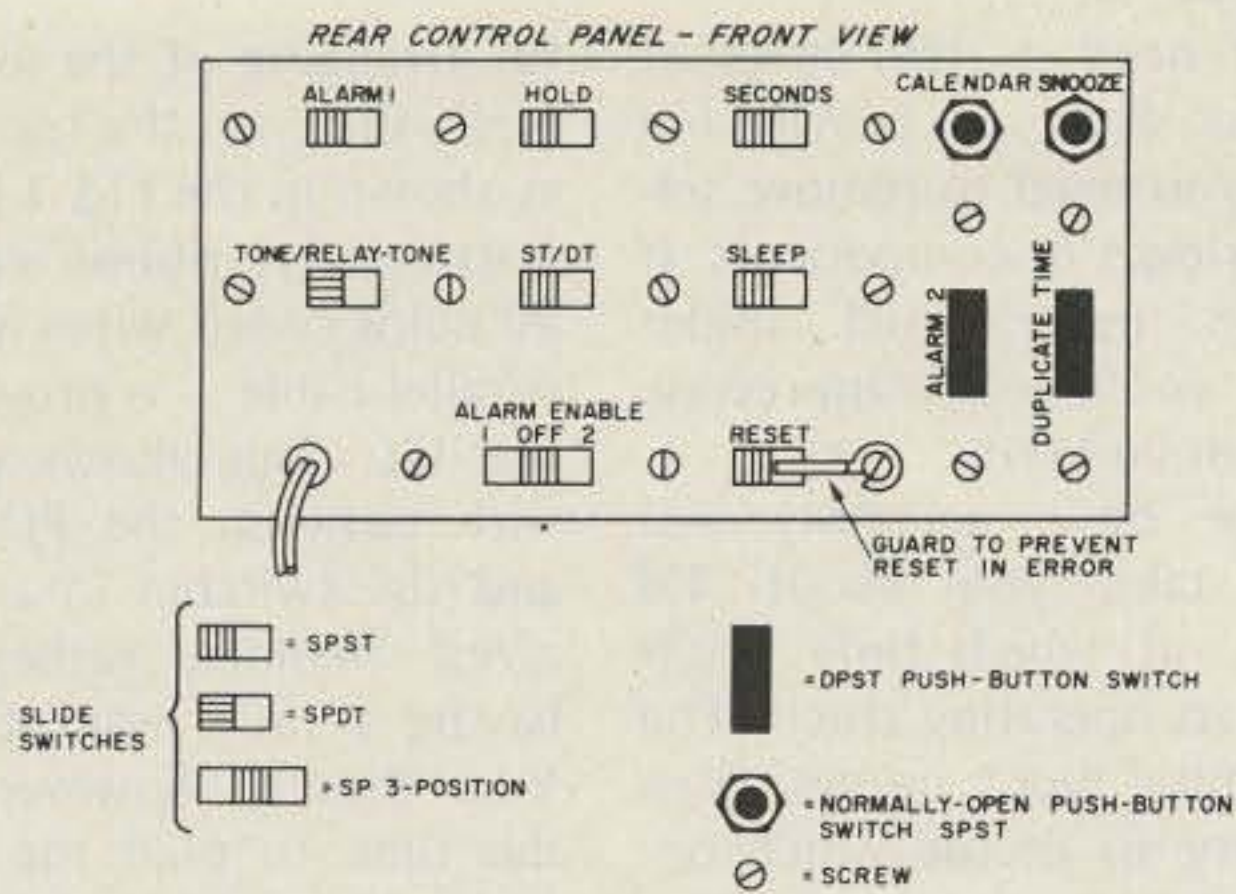 REAR CONTROL PANEL - FRONT VIEW
ALARM 1
HOLD
SECONDS
CALENDAR
SNOOZE
TONE/RELAY-TONE
ST/DT
SLEEP
ALARM 2
DUPLICATE TIME
ALARM ENABLE
1 OFF 2
RESET
GUARD TO PREVENT
RESET IN ERROR
SLIDE
SWITCHES
= SPST
= SPDT
= SP 3-POSITION
= DPST PUSH-BUTTON SWITCH
= NORMALLY-OPEN PUSH-BUTTON
SWITCH SPST
= SCREW